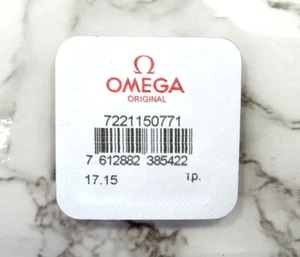 Ω
OMEGA
ORIGINAL
7221150771
7 612882 385422
17.15 1p.